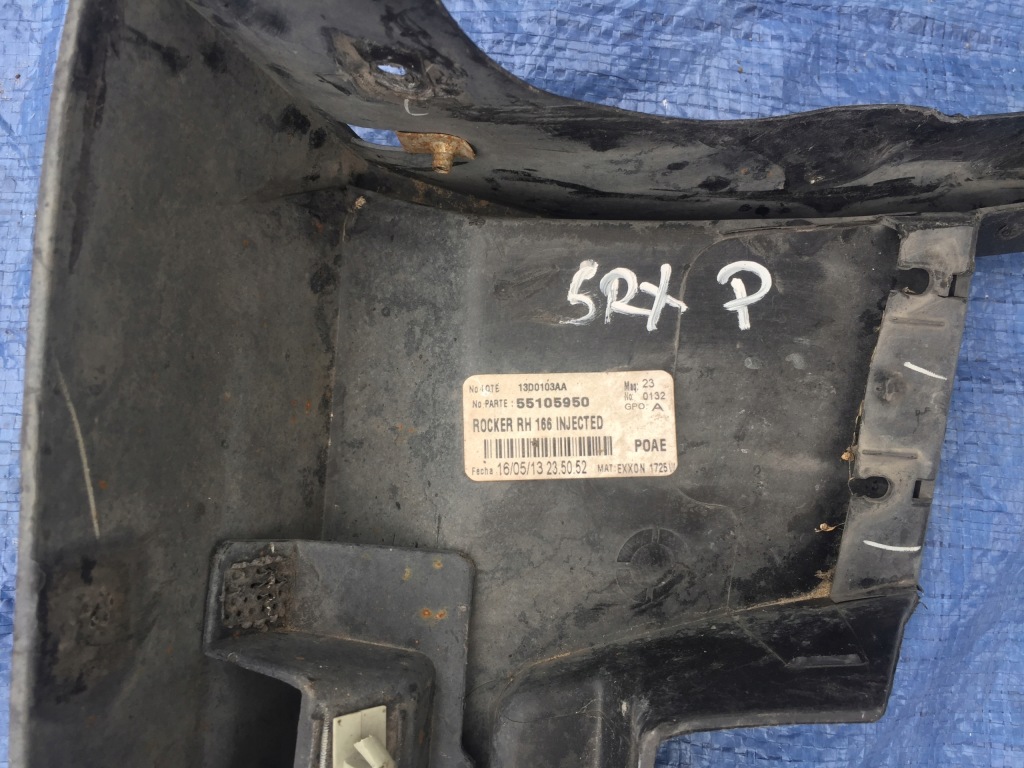 SRX P
No LOTE 13D0103AA Maq: 23
No PARTE : 55105950 No: 0132
GPO: A
ROCKER RH 166 INJECTED
POAE
Fecha 16/05/13 23.50.52 MAT: EXXON 1725